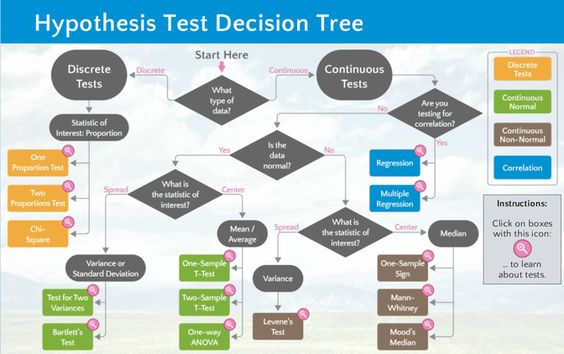 Hypothesis Test Decision Tree
Start Here
Discrete
Tests
Discrete
What
type of
data?
Continuous
Continuous
Tests
LEGEND
Discrete
Tests
Continuous
Normal
Continuous
Non-Normal
Correlation
Statistic of
Interest: Proportion
Are you
testing for
correlation?
No
Yes
Is the
data
normal?
Yes
No
One
Proportion Test
Two
Proportions Test
Chi-
Square
Regression
Multiple
Regression
What is
the statistic of
interest?
Spread
Center
Mean /
Average
What is
the statistic of
interest?
Spread
Center
Median
Variance or
Standard Deviation
Variance
Test for Two
Variances
Bartlett's
Test
One-Sample
T-Test
Two-Sample
T-Test
One-way
ANOVA
Levene's
Test
One-Sample
Sign
Mann-
Whitney
Mood's
Median
Instructions:
Click on boxes
with this icon:
... to learn
about tests.